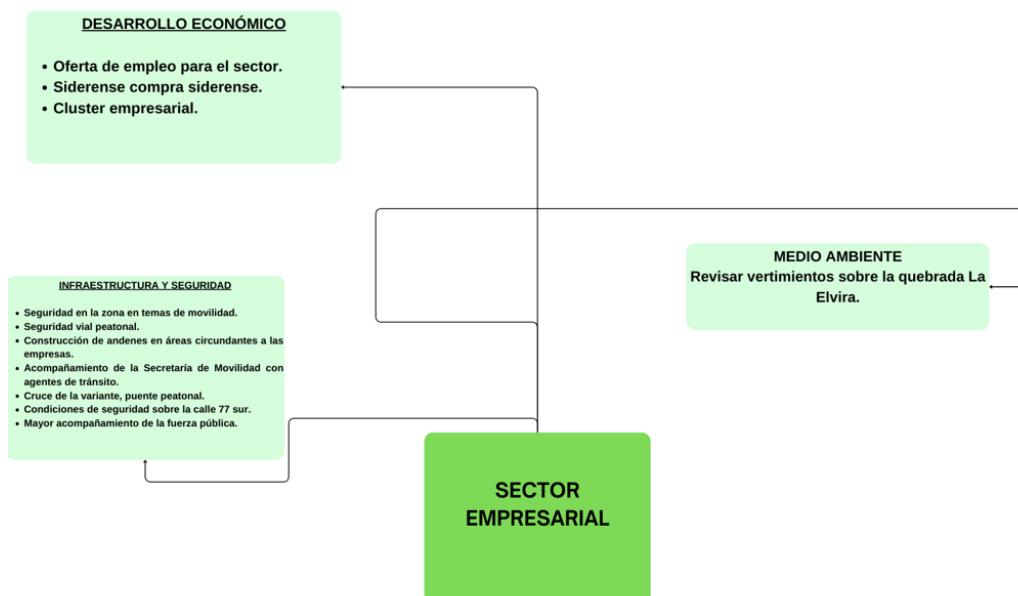 DESARROLLO ECONÓMICO
• Oferta de empleo para el sector.
• Siderense compra siderense.
• Cluster empresarial.
MEDIO AMBIENTE
Revisar vertimientos sobre la quebrada La
Elvira.
INFRAESTRUCTURA Y SEGURIDAD
• Seguridad en la zona en temas de movilidad.
• Seguridad vial peatonal.
• Construcción de andenes en áreas circundantes a las
empresas.
• Acompañamiento de la Secretaría de Movilidad con
agentes de tránsito.
• Cruce de la variante, puente peatonal.
• Condiciones de seguridad sobre la calle 77 sur.
• Mayor acompañamiento de la fuerza pública.
SECTOR
EMPRESARIAL